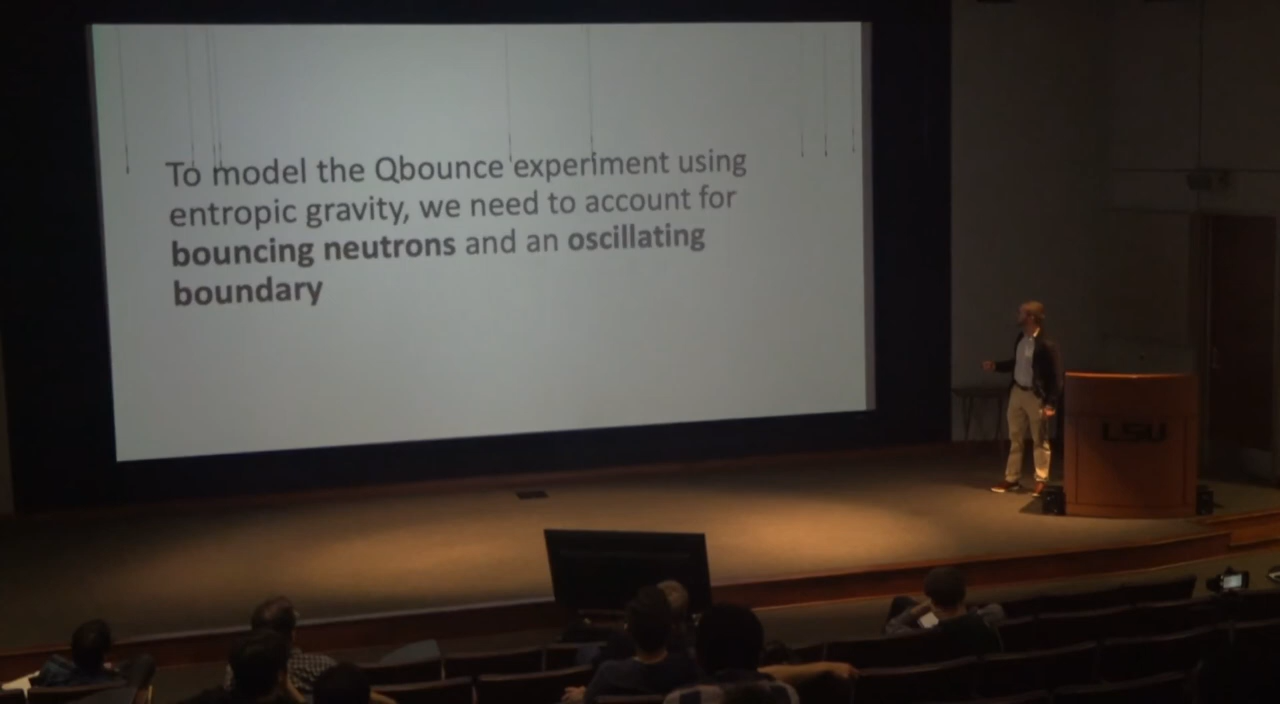 To model the Qbounce experiment using
entropic gravity, we need to account for
bouncing neutrons and an oscillating
boundary
LSU